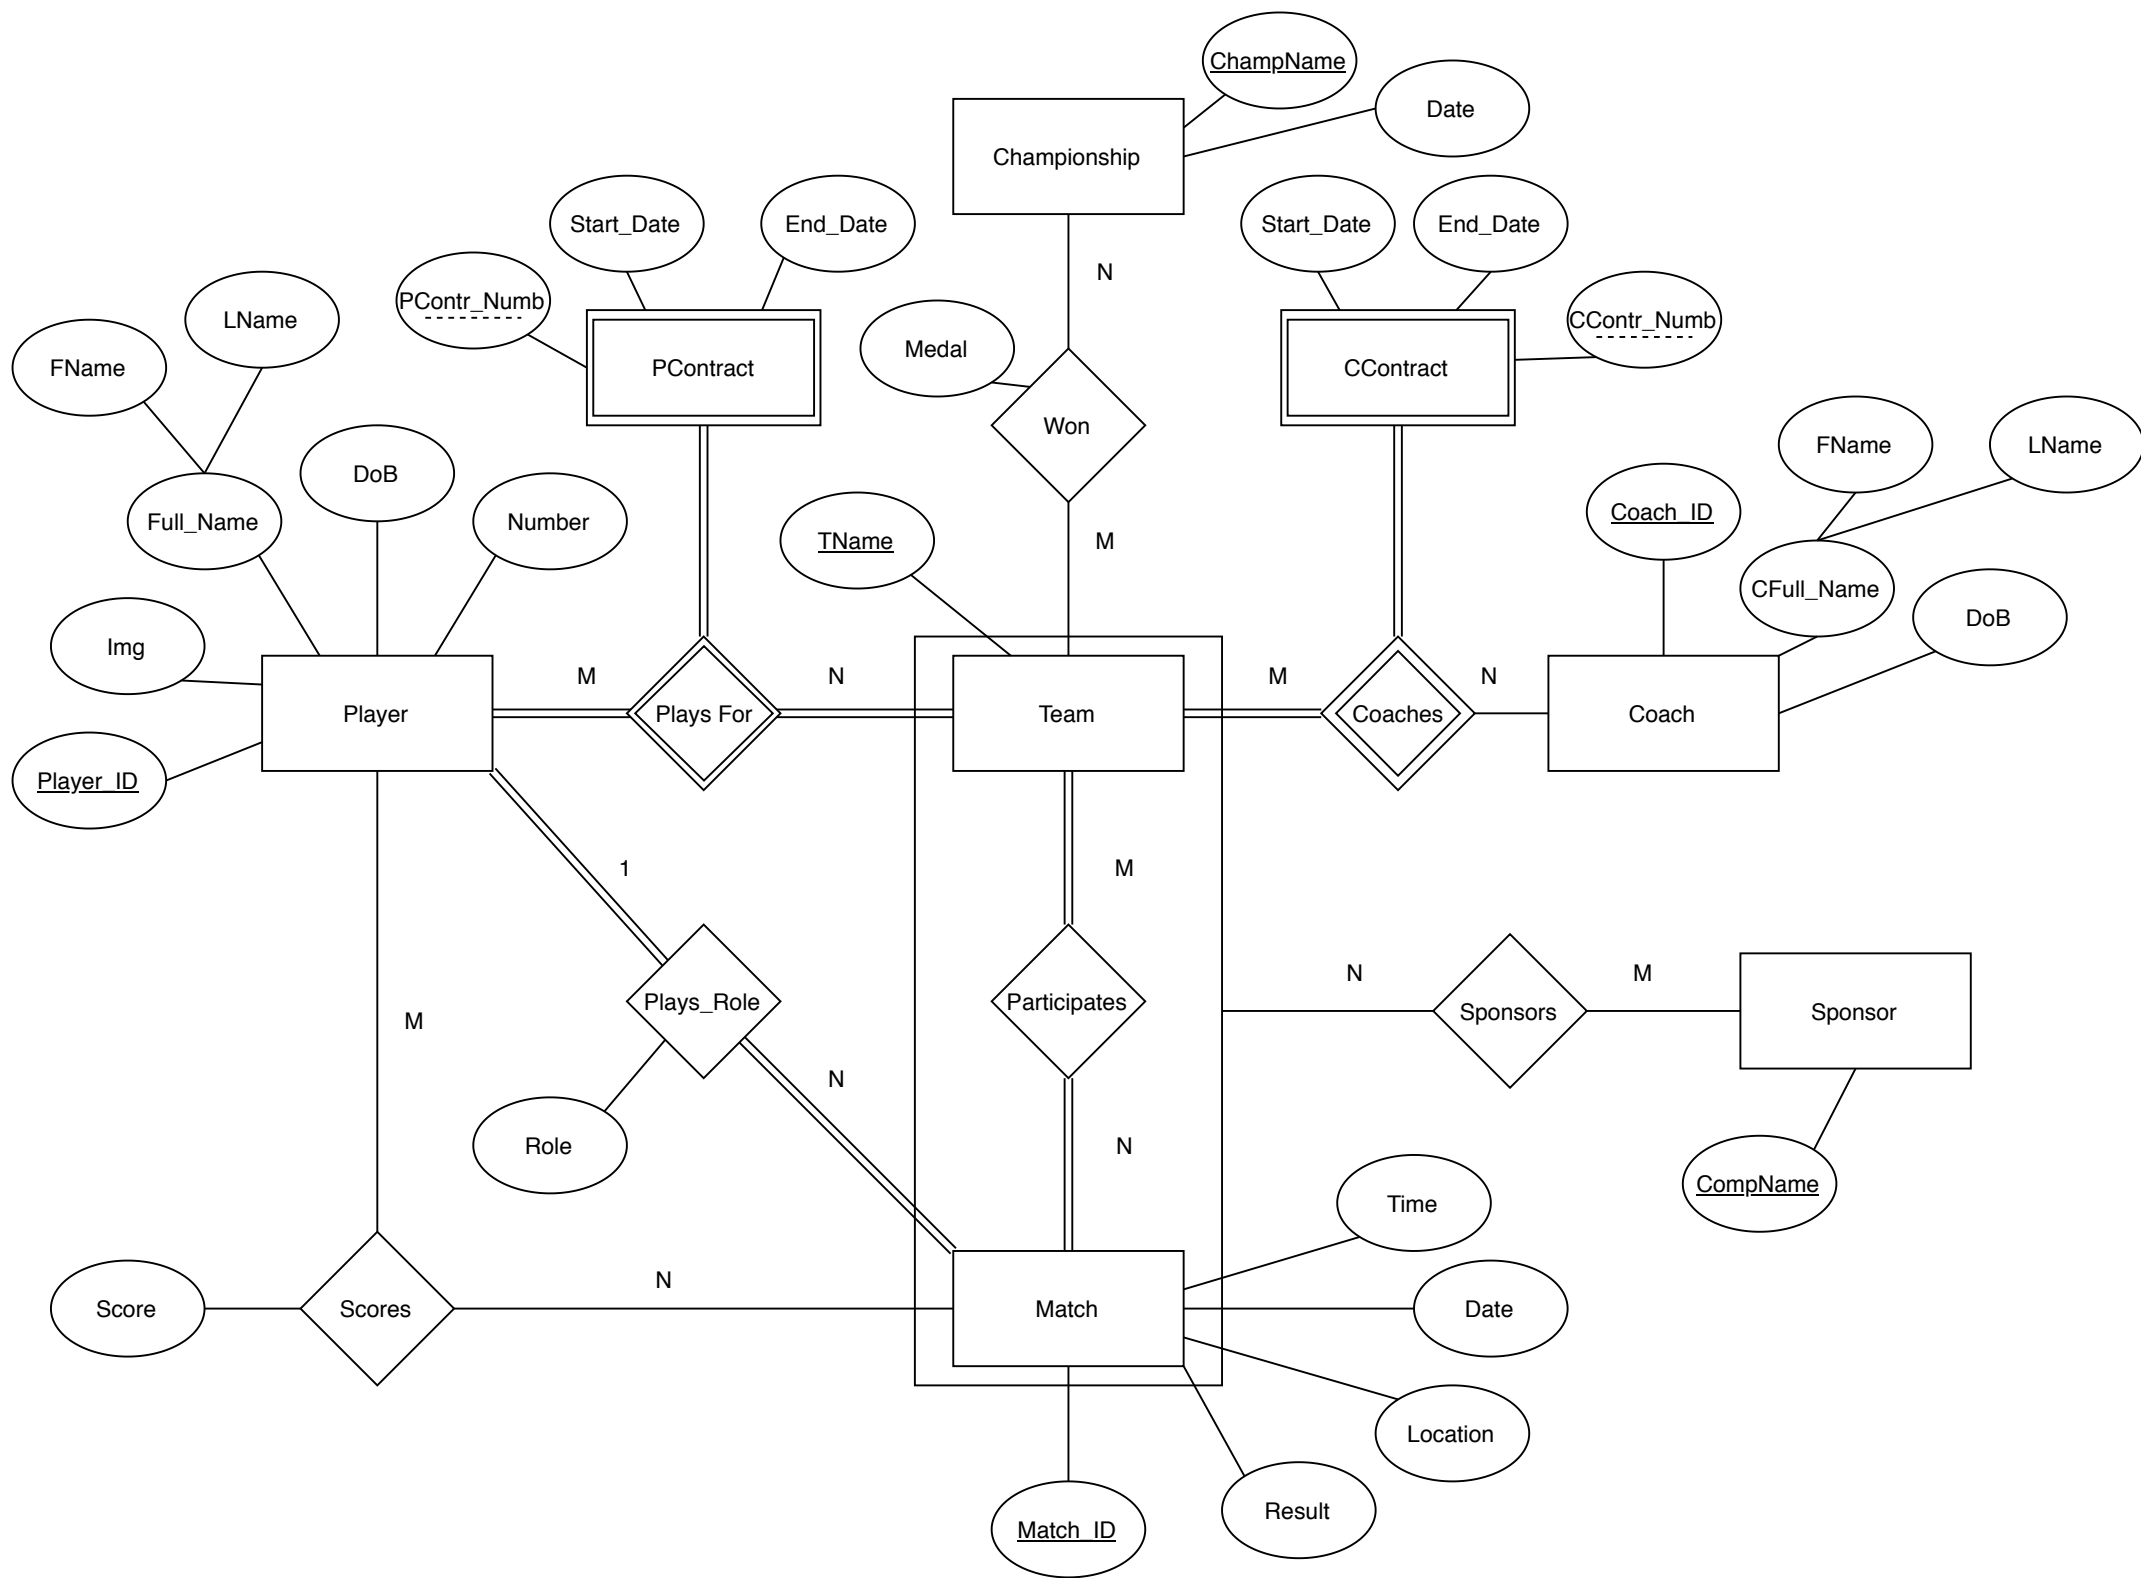 ChampName
Date
Championship
Start_Date
End_Date
Start_Date
End_Date
N
PContr_Numb
LName
CContr_Numb
FName
PContract
Medal
CContract
Won
FName
LName
DoB
Full_Name
Number
TName
M
Coach_ID
CFull_Name
DoB
Img
M
N
M
N
Player
Plays For
Team
Coaches
Coach
Player_ID
1
M
N
M
Plays_Role
Participates
Sponsors
Sponsor
M
N
Role
N
CompName
Time
N
Score
Scores
Match
Date
Location
Result
Match_ID